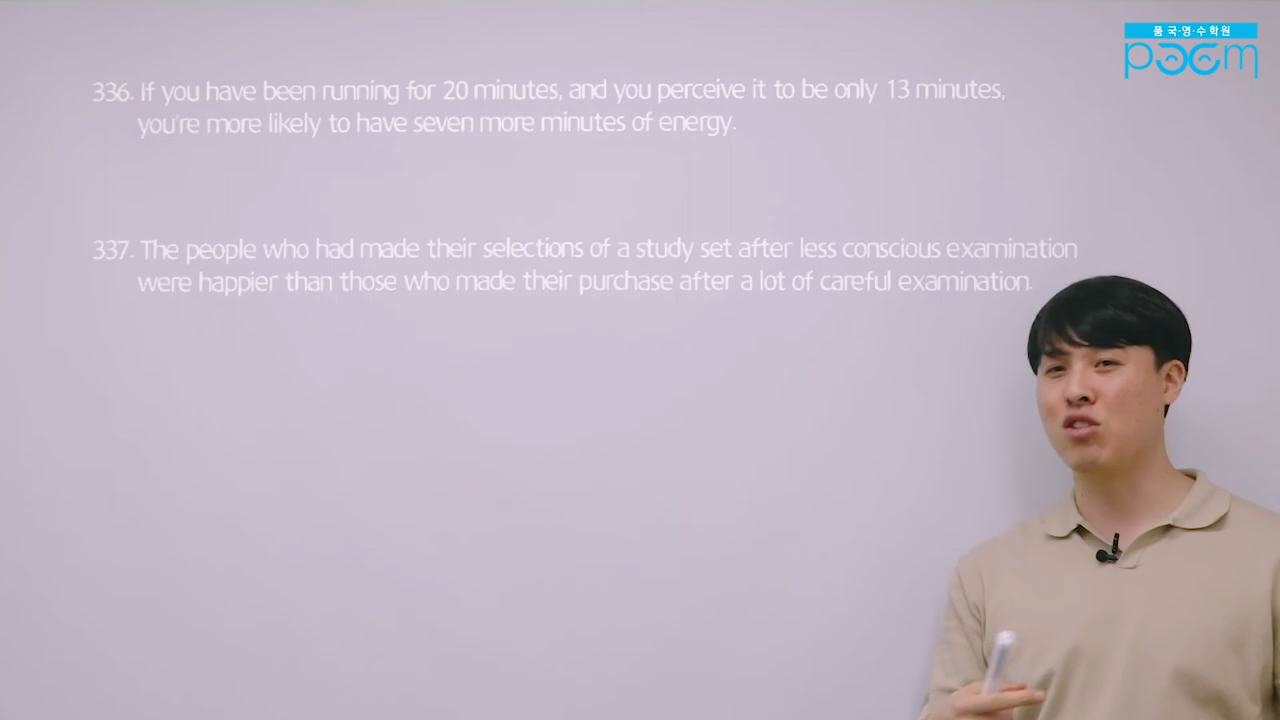 품 국·영·수 학원
poem
336. If you have been running for 20 minutes, and you perceive it to be only 13 minutes,
you're more likely to have seven more minutes of energy.
337. The people who had made their selections of a study set after less conscious examination
were happier than those who made their purchase after a lot of careful examination.